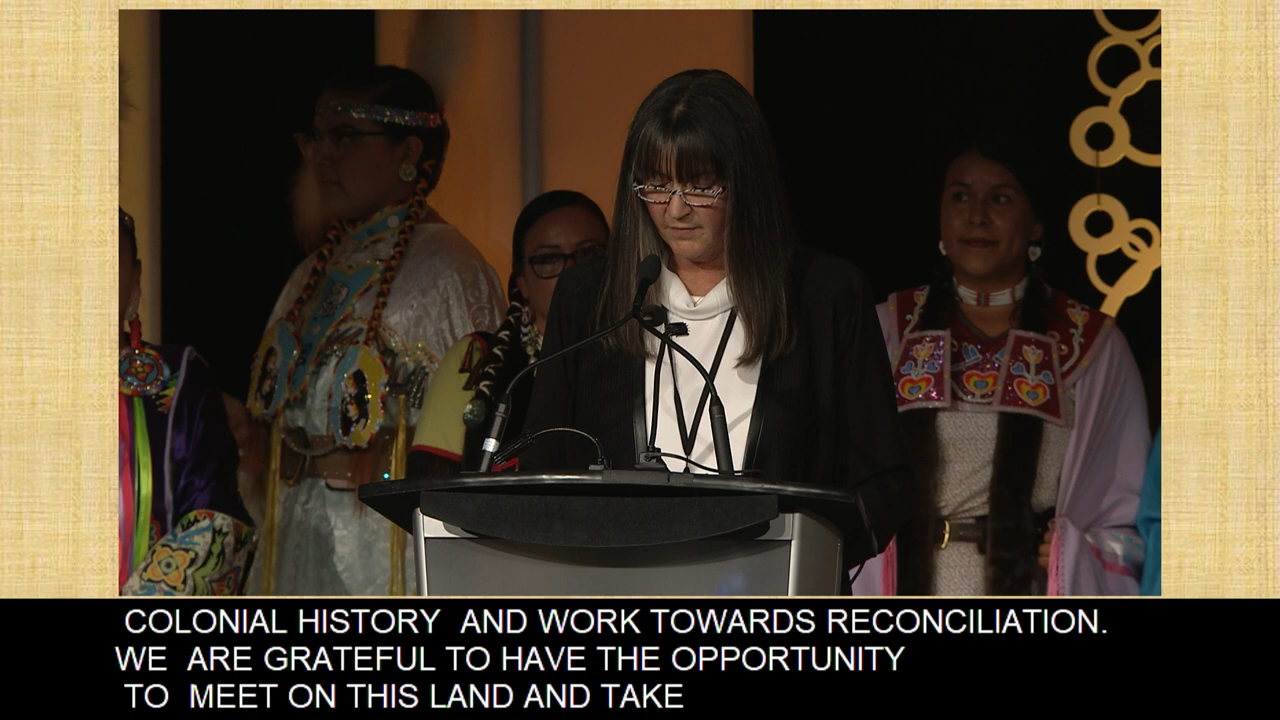 COLONIAL HISTORY  AND WORK TOWARDS RECONCILIATION.
WE  ARE GRATEFUL TO HAVE THE OPPORTUNITY
TO  MEET ON THIS LAND AND TAKE